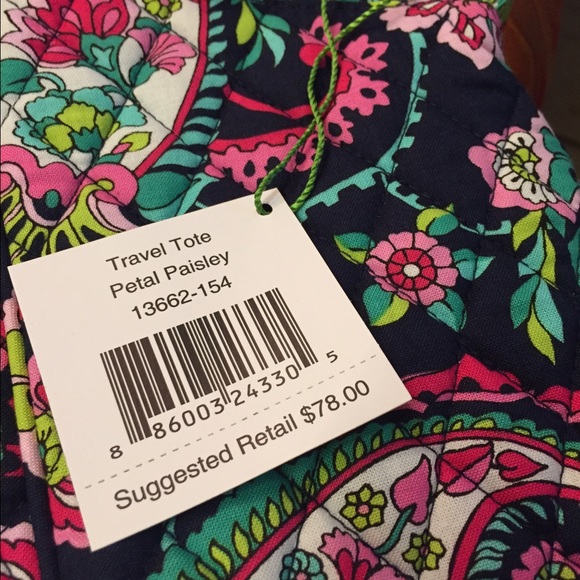 Travel Tote
Petal Paisley
13662-154
8 86003 24330 5
Suggested Retail $78.00